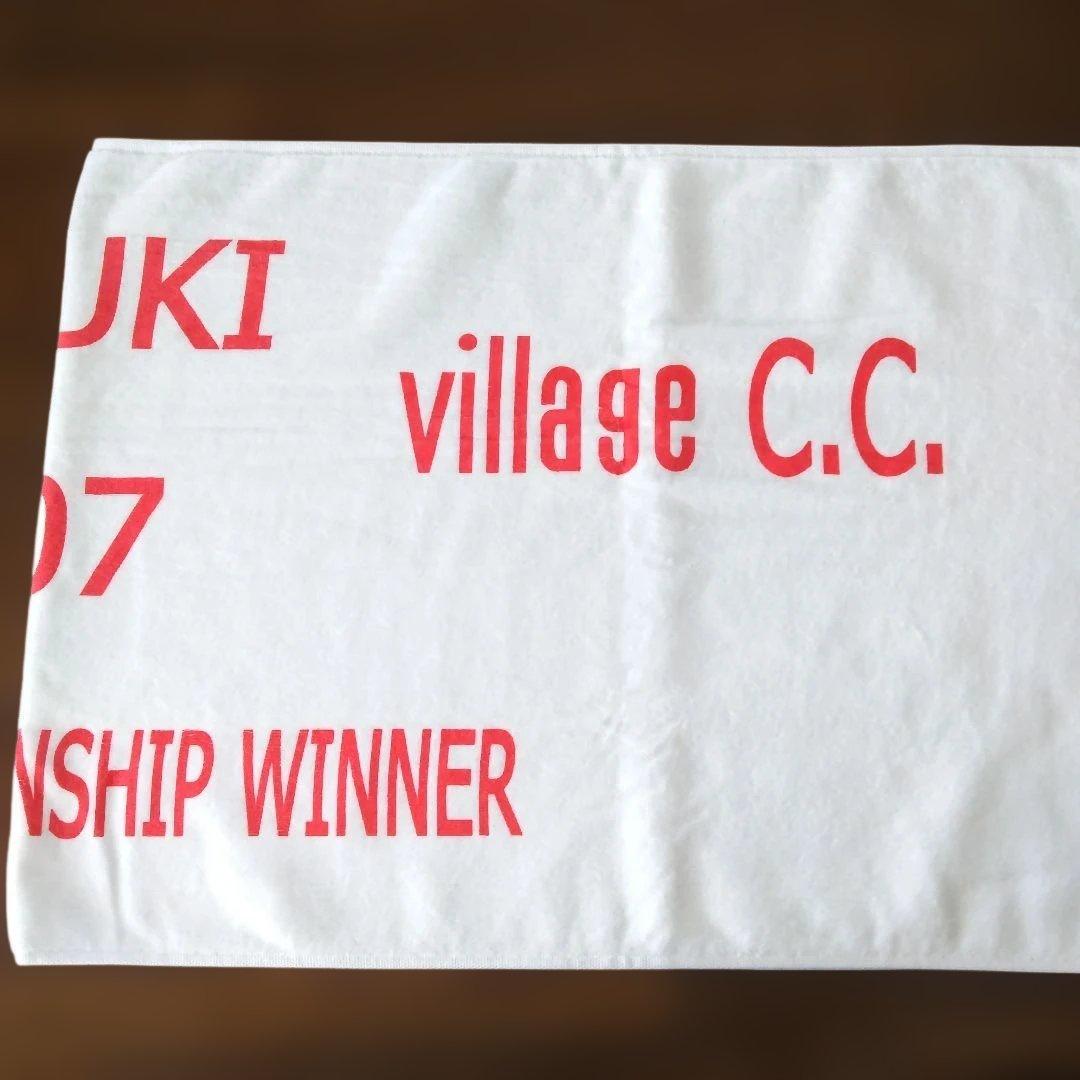 UKI
village C.C.
07
NSHIP WINNER